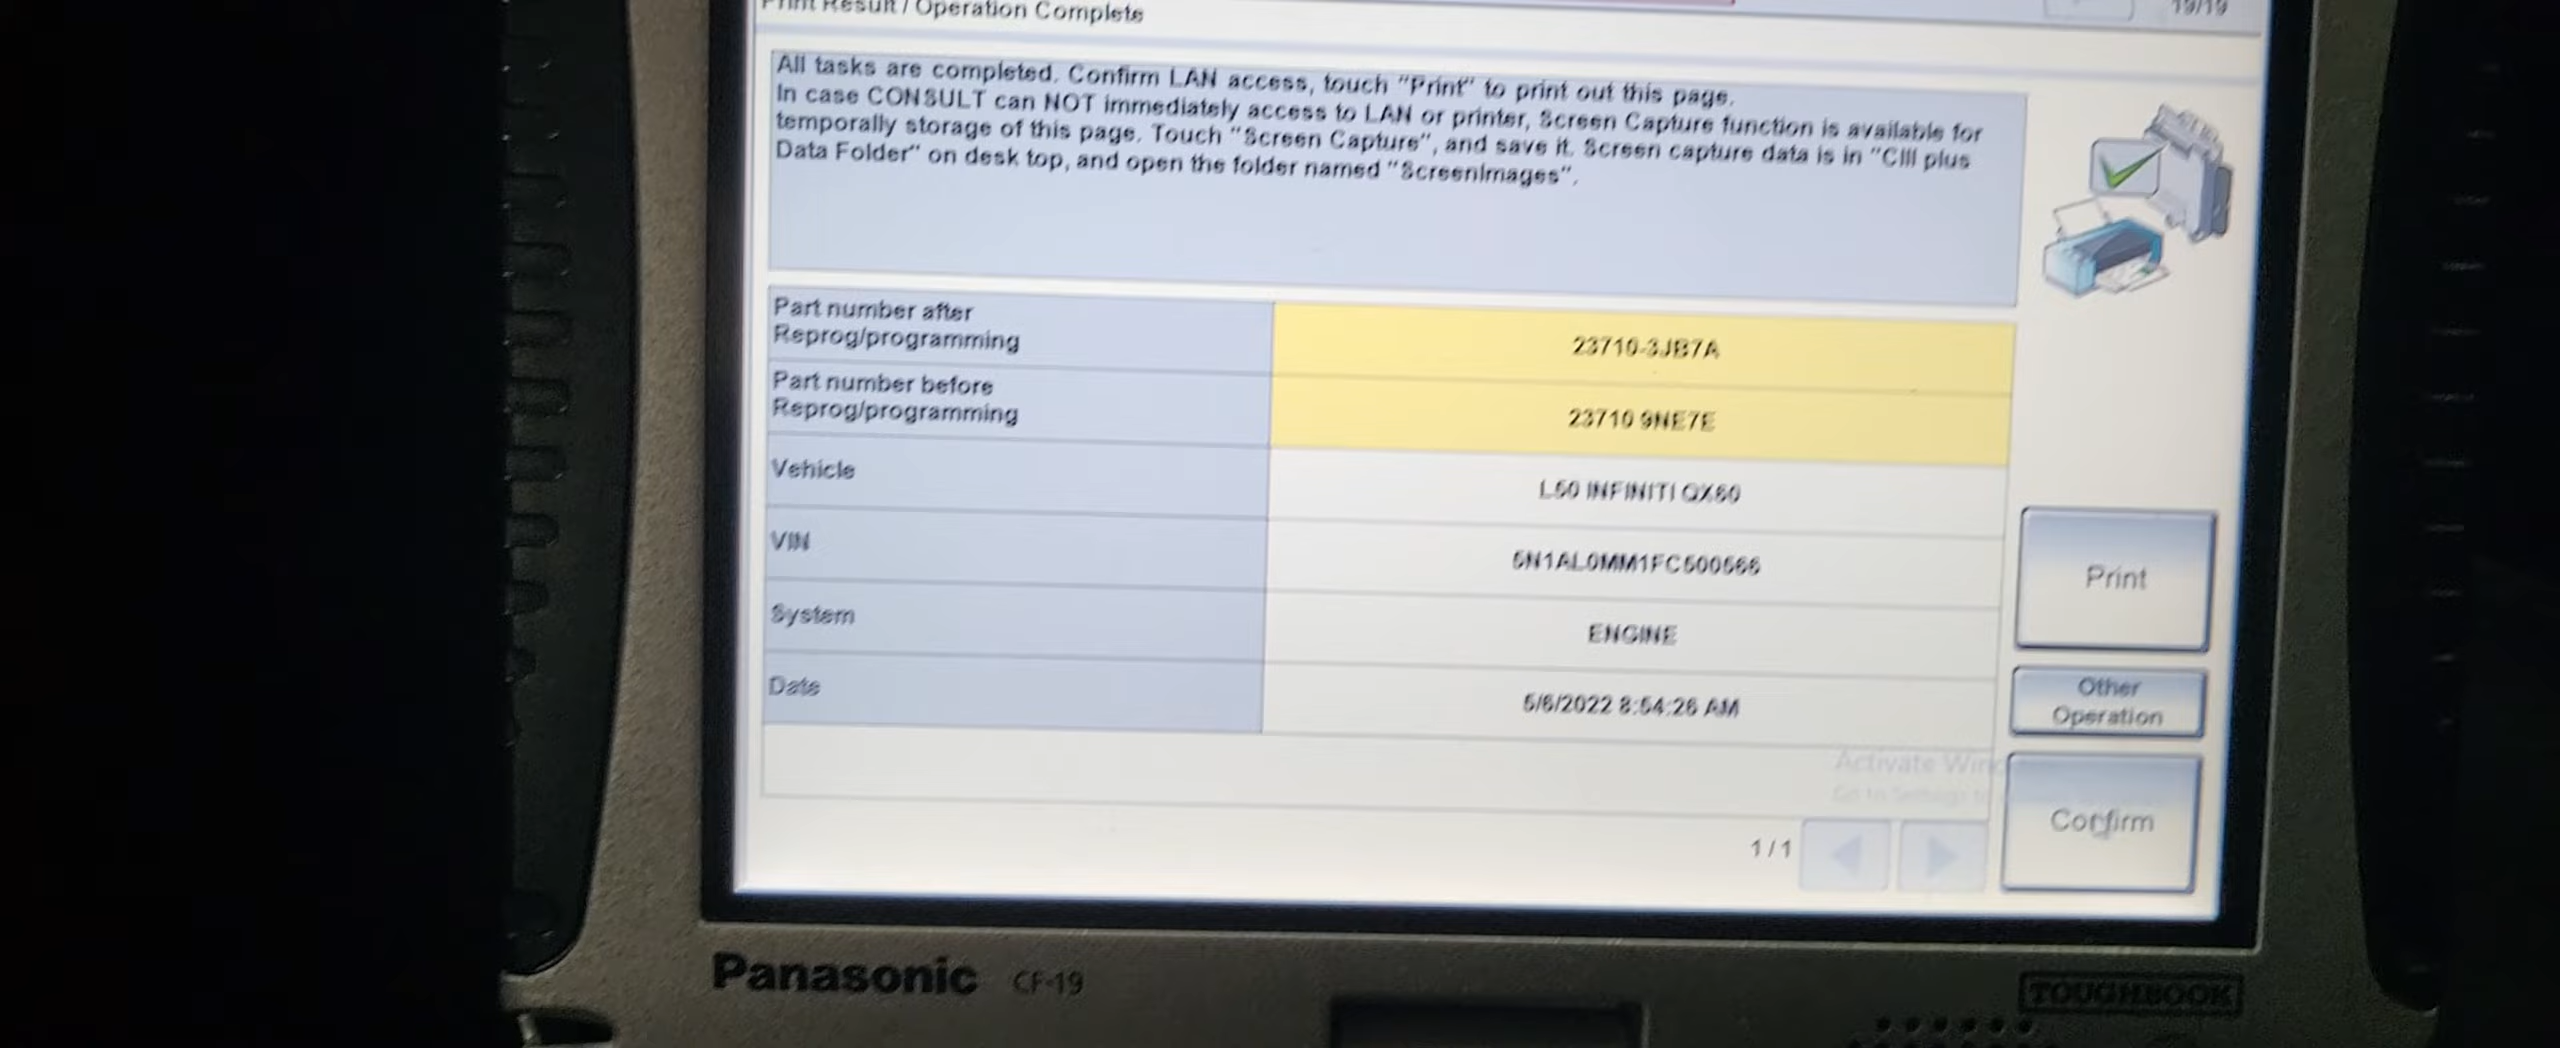 Print Result / Operation Complete
19/19
All tasks are completed. Confirm LAN access, touch "Print" to print out this page.
In case CONSULT can NOT immediately access to LAN or printer, Screen Capture function is available for
temporally storage of this page. Touch "Screen Capture", and save it. Screen capture data is in "CIII plus
Data Folder" on desk top, and open the folder named "ScreenImages".
Part number after
Reprog/programming
23710-3JB7A
Part number before
Reprog/programming
23710 9NE7E
Vehicle
L50 INFINITI QX60
VIN
5N1AL0MM1FC500566
System
ENGINE
Date
5/6/2022 8:54:26 AM
Print
Other
Operation
Activate
Confirm
1/1
Panasonic CF-19
TOUGHBOOK